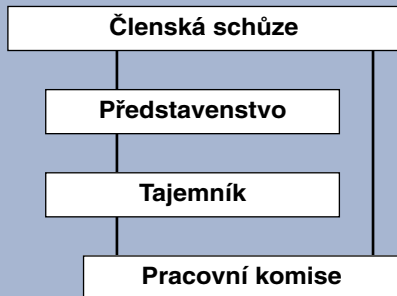 Členská schůze
Představenstvo
Tajemník
Pracovní komise